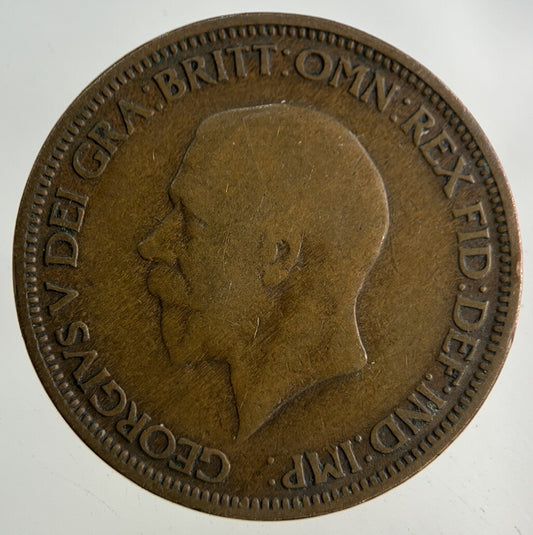 GEORGIVS V DEI GRA: BRITT: OMN: REX FID: DEF: IND: IMP: